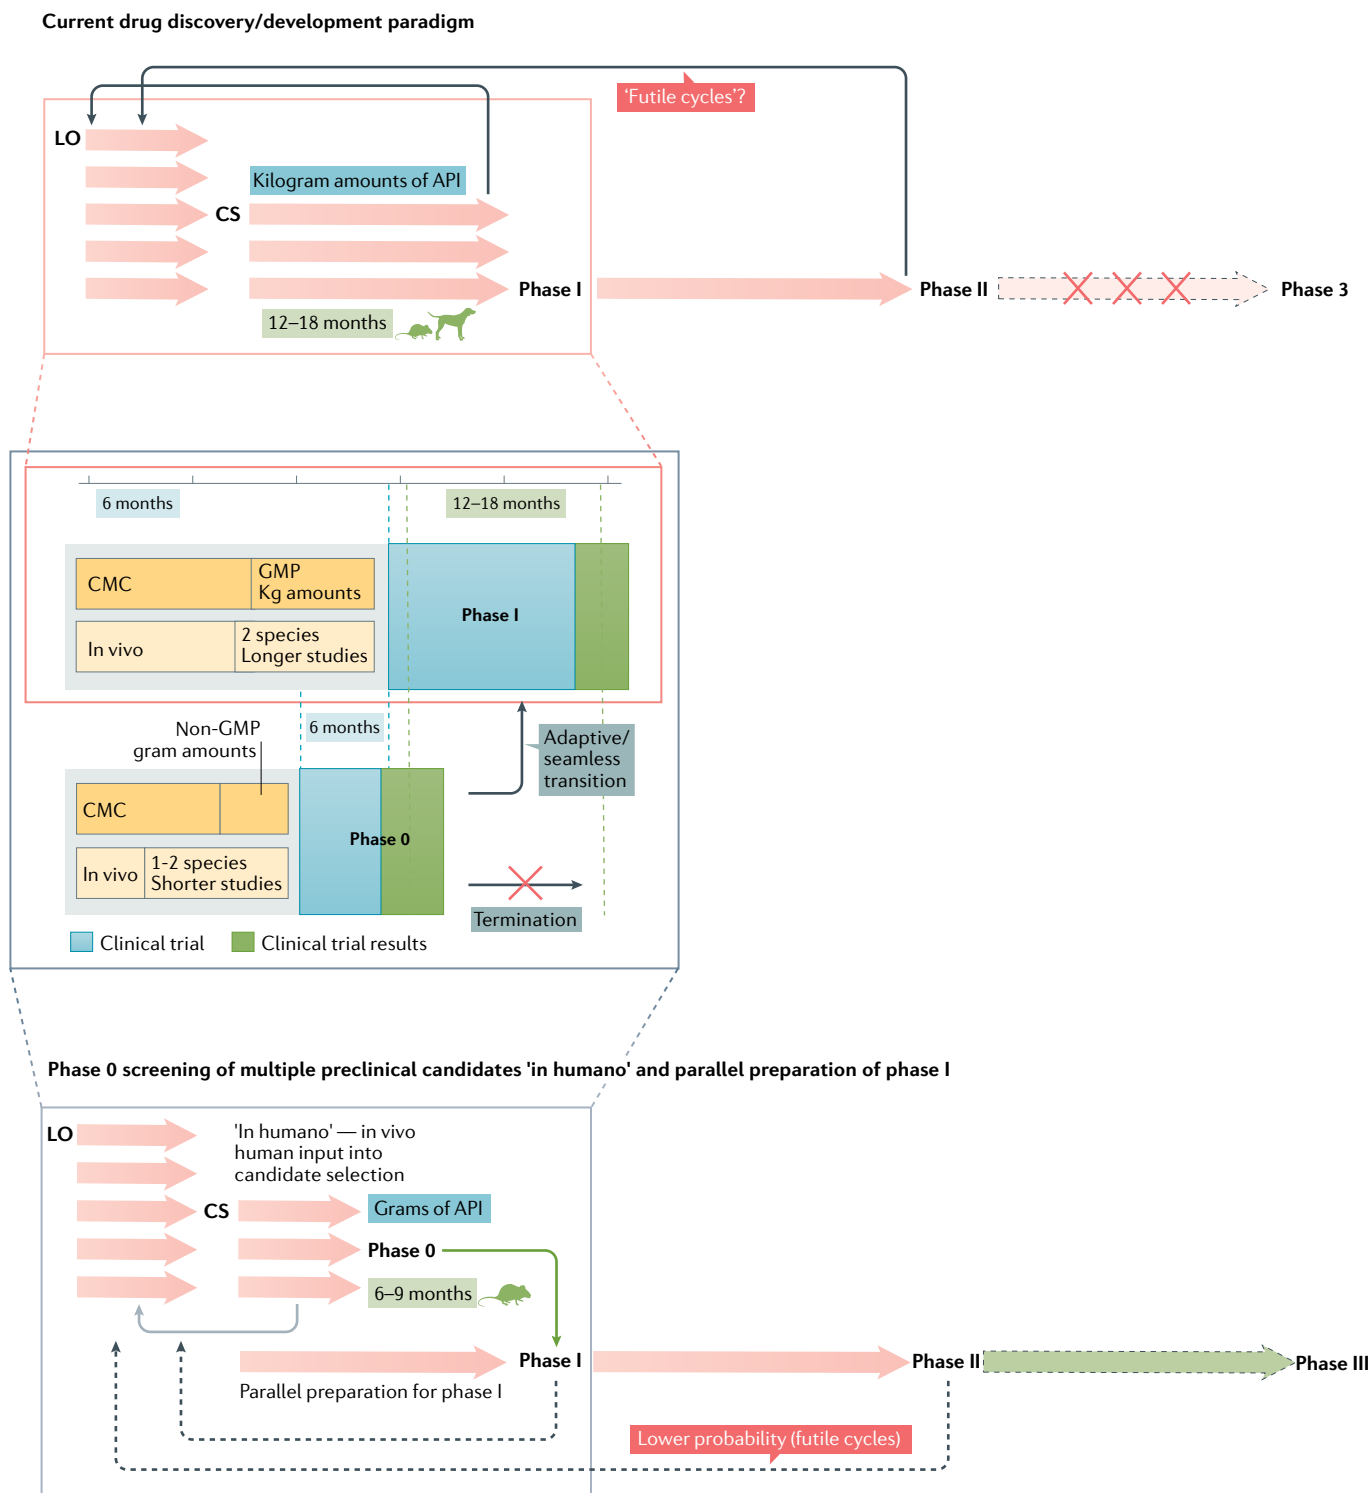 Current drug discovery/development paradigm
'Futile cycles'?
LO
Kilogram amounts of API
CS
Phase I
Phase II
Phase 3
12–18 months
6 months
12–18 months
CMC
GMP
Kg amounts
Phase I
In vivo
2 species
Longer studies
Non-GMP
gram amounts
6 months
Adaptive/
seamless
transition
CMC
Phase 0
In vivo
1-2 species
Shorter studies
Termination
Clinical trial
Clinical trial results
Phase 0 screening of multiple preclinical candidates 'in humano' and parallel preparation of phase I
LO
'In humano' — in vivo
human input into
candidate selection
CS
Grams of API
Phase 0
6–9 months
Phase I
Phase II
Phase III
Parallel preparation for phase I
Lower probability (futile cycles)